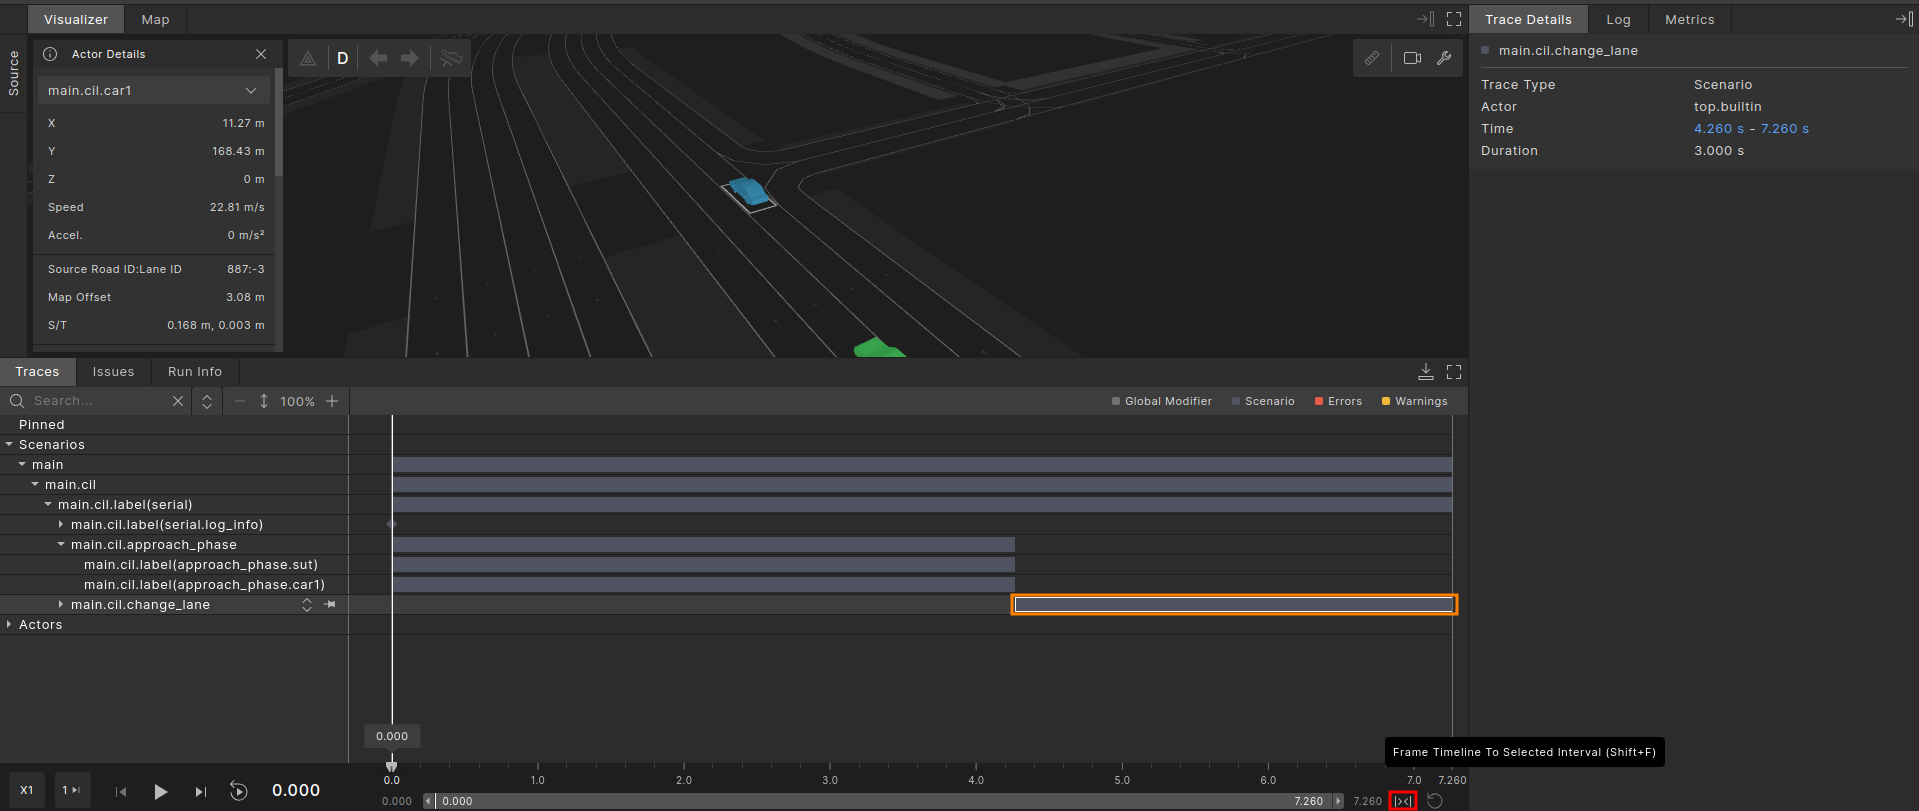 Visualizer Map
Source
Actor Details
main.cil.car1
X 11.27 m
Y 168.43 m
Z 0 m
Speed 22.81 m/s
Accel. 0 m/s²
Source Road ID:Lane ID 887:-3
Map Offset 3.08 m
S/T 0.168 m, 0.003 m
D
Trace Details Log Metrics
main.cil.change_lane
Trace Type Scenario
Actor top.builtin
Time 4.260 s - 7.260 s
Duration 3.000 s
Traces Issues Run Info
Search... 100%
Global Modifier Scenario Errors Warnings
Pinned
Scenarios
main
main.cil
main.cil.label(serial)
main.cil.label(serial.log_info)
main.cil.approach_phase
main.cil.label(approach_phase.sut)
main.cil.label(approach_phase.car1)
main.cil.change_lane
Actors
0.000
Frame Timeline To Selected Interval (Shift+F)
0.0 1.0 2.0 3.0 4.0 5.0 6.0 7.0 7.260
X1 1 0.000
0.000 0.000 7.260 7.260